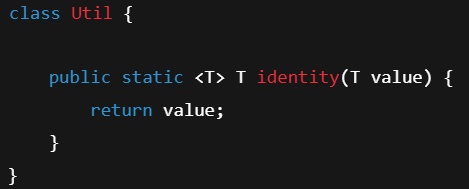 class Util {
    public static <T> T identity(T value) {
        return value;
    }
}